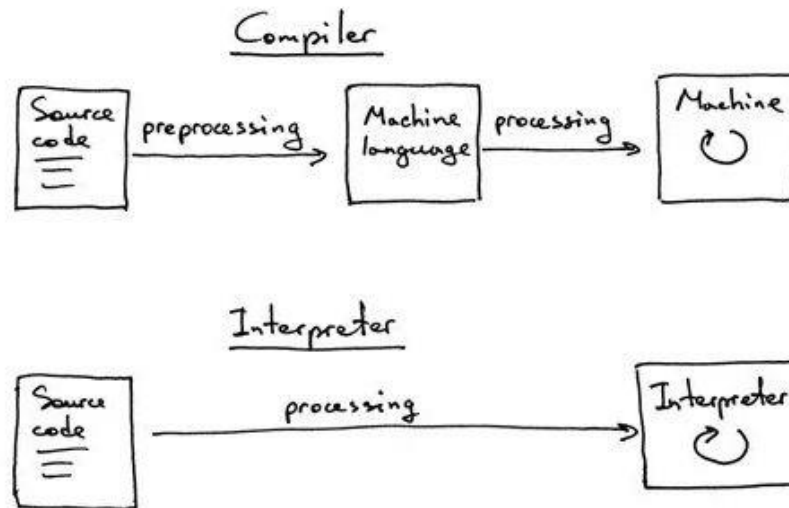 Compiler
Source
code
preprocessing
Machine
language
processing
Machine
Interpreter
Source
code
processing
Interpreter